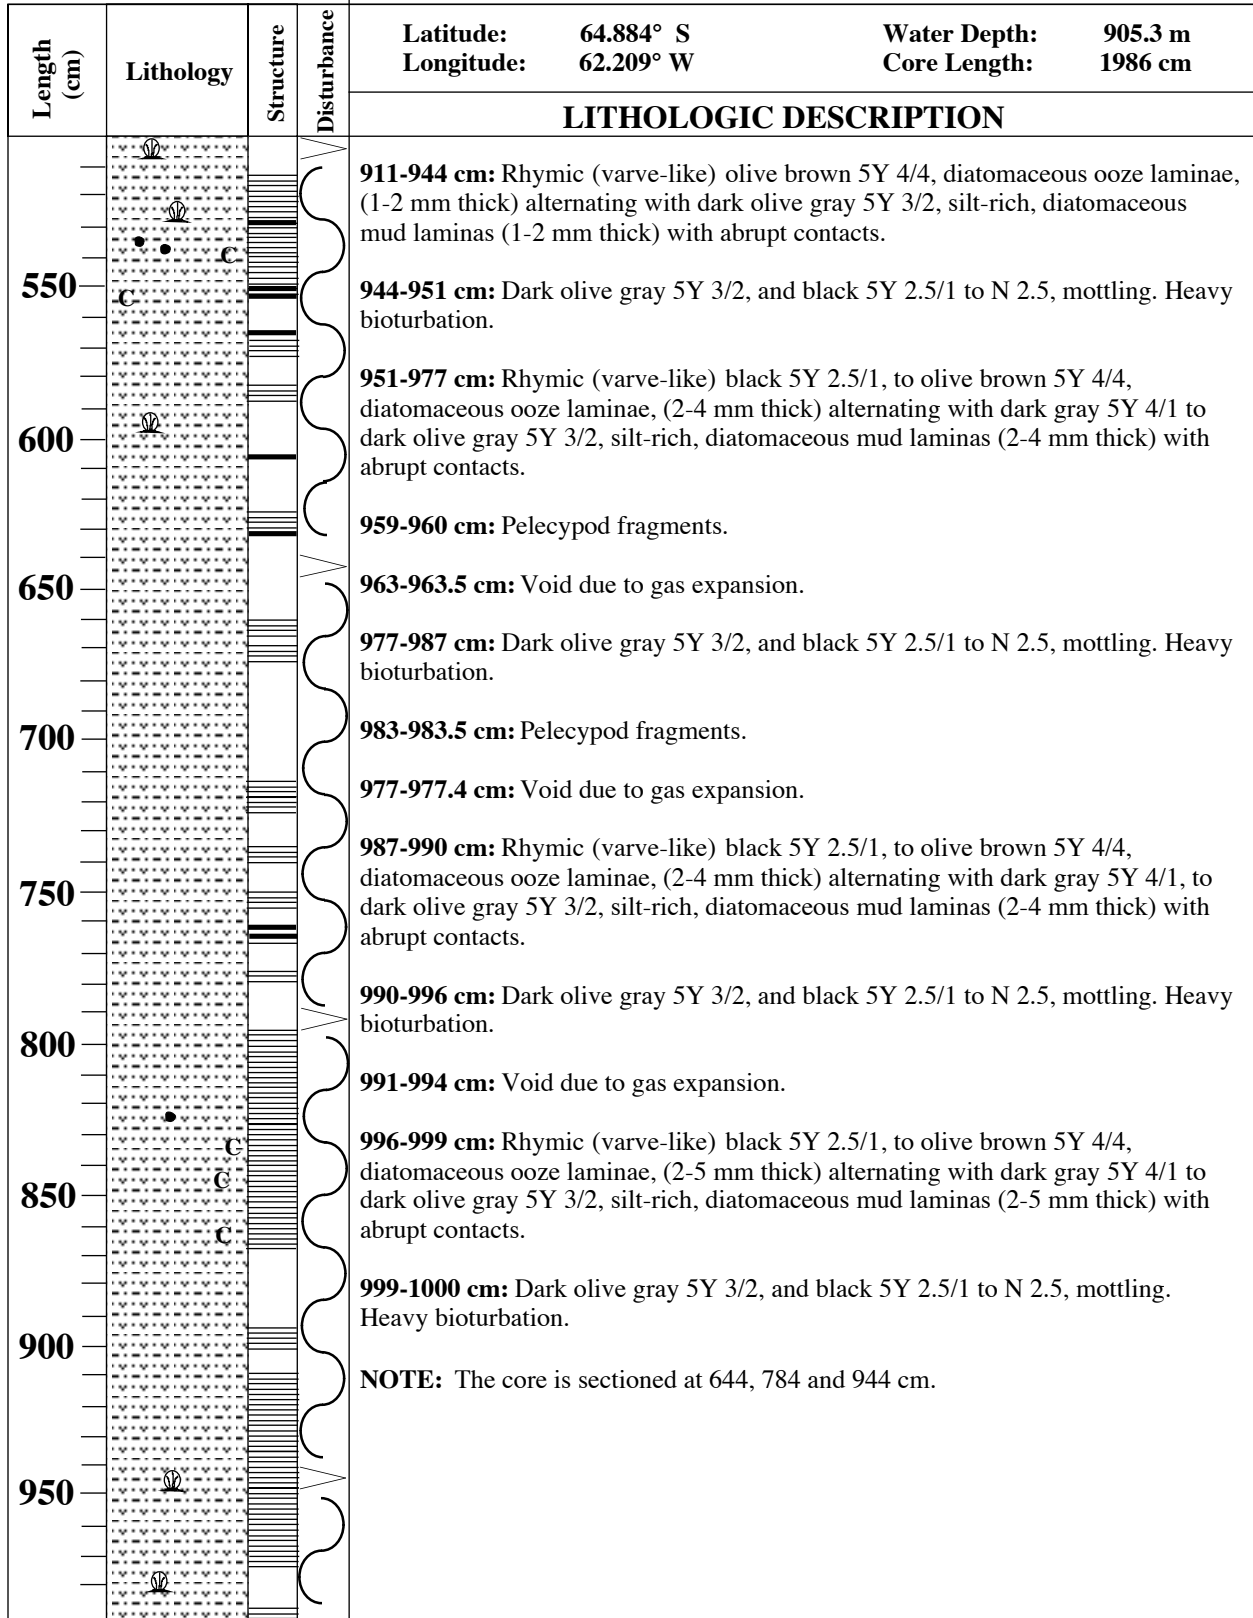 Length (cm)
Lithology
Structure
Disturbance
Latitude: 64.884° S Water Depth: 905.3 m
Longitude: 62.209° W Core Length: 1986 cm
LITHOLOGIC DESCRIPTION
911-944 cm: Rhymic (varve-like) olive brown 5Y 4/4, diatomaceous ooze laminae,
(1-2 mm thick) alternating with dark olive gray 5Y 3/2, silt-rich, diatomaceous
mud laminas (1-2 mm thick) with abrupt contacts.
944-951 cm: Dark olive gray 5Y 3/2, and black 5Y 2.5/1 to N 2.5, mottling. Heavy
bioturbation.
951-977 cm: Rhymic (varve-like) black 5Y 2.5/1, to olive brown 5Y 4/4,
diatomaceous ooze laminae, (2-4 mm thick) alternating with dark gray 5Y 4/1 to
dark olive gray 5Y 3/2, silt-rich, diatomaceous mud laminas (2-4 mm thick) with
abrupt contacts.
959-960 cm: Pelecypod fragments.
963-963.5 cm: Void due to gas expansion.
977-987 cm: Dark olive gray 5Y 3/2, and black 5Y 2.5/1 to N 2.5, mottling. Heavy
bioturbation.
983-983.5 cm: Pelecypod fragments.
977-977.4 cm: Void due to gas expansion.
987-990 cm: Rhymic (varve-like) black 5Y 2.5/1, to olive brown 5Y 4/4,
diatomaceous ooze laminae, (2-4 mm thick) alternating with dark gray 5Y 4/1, to
dark olive gray 5Y 3/2, silt-rich, diatomaceous mud laminas (2-4 mm thick) with
abrupt contacts.
990-996 cm: Dark olive gray 5Y 3/2, and black 5Y 2.5/1 to N 2.5, mottling. Heavy
bioturbation.
991-994 cm: Void due to gas expansion.
996-999 cm: Rhymic (varve-like) black 5Y 2.5/1, to olive brown 5Y 4/4,
diatomaceous ooze laminae, (2-5 mm thick) alternating with dark gray 5Y 4/1 to
dark olive gray 5Y 3/2, silt-rich, diatomaceous mud laminas (2-5 mm thick) with
abrupt contacts.
999-1000 cm: Dark olive gray 5Y 3/2, and black 5Y 2.5/1 to N 2.5, mottling.
Heavy bioturbation.
NOTE: The core is sectioned at 644, 784 and 944 cm.
C
550
C
600
650
700
750
800
C
C
850
C
900
950